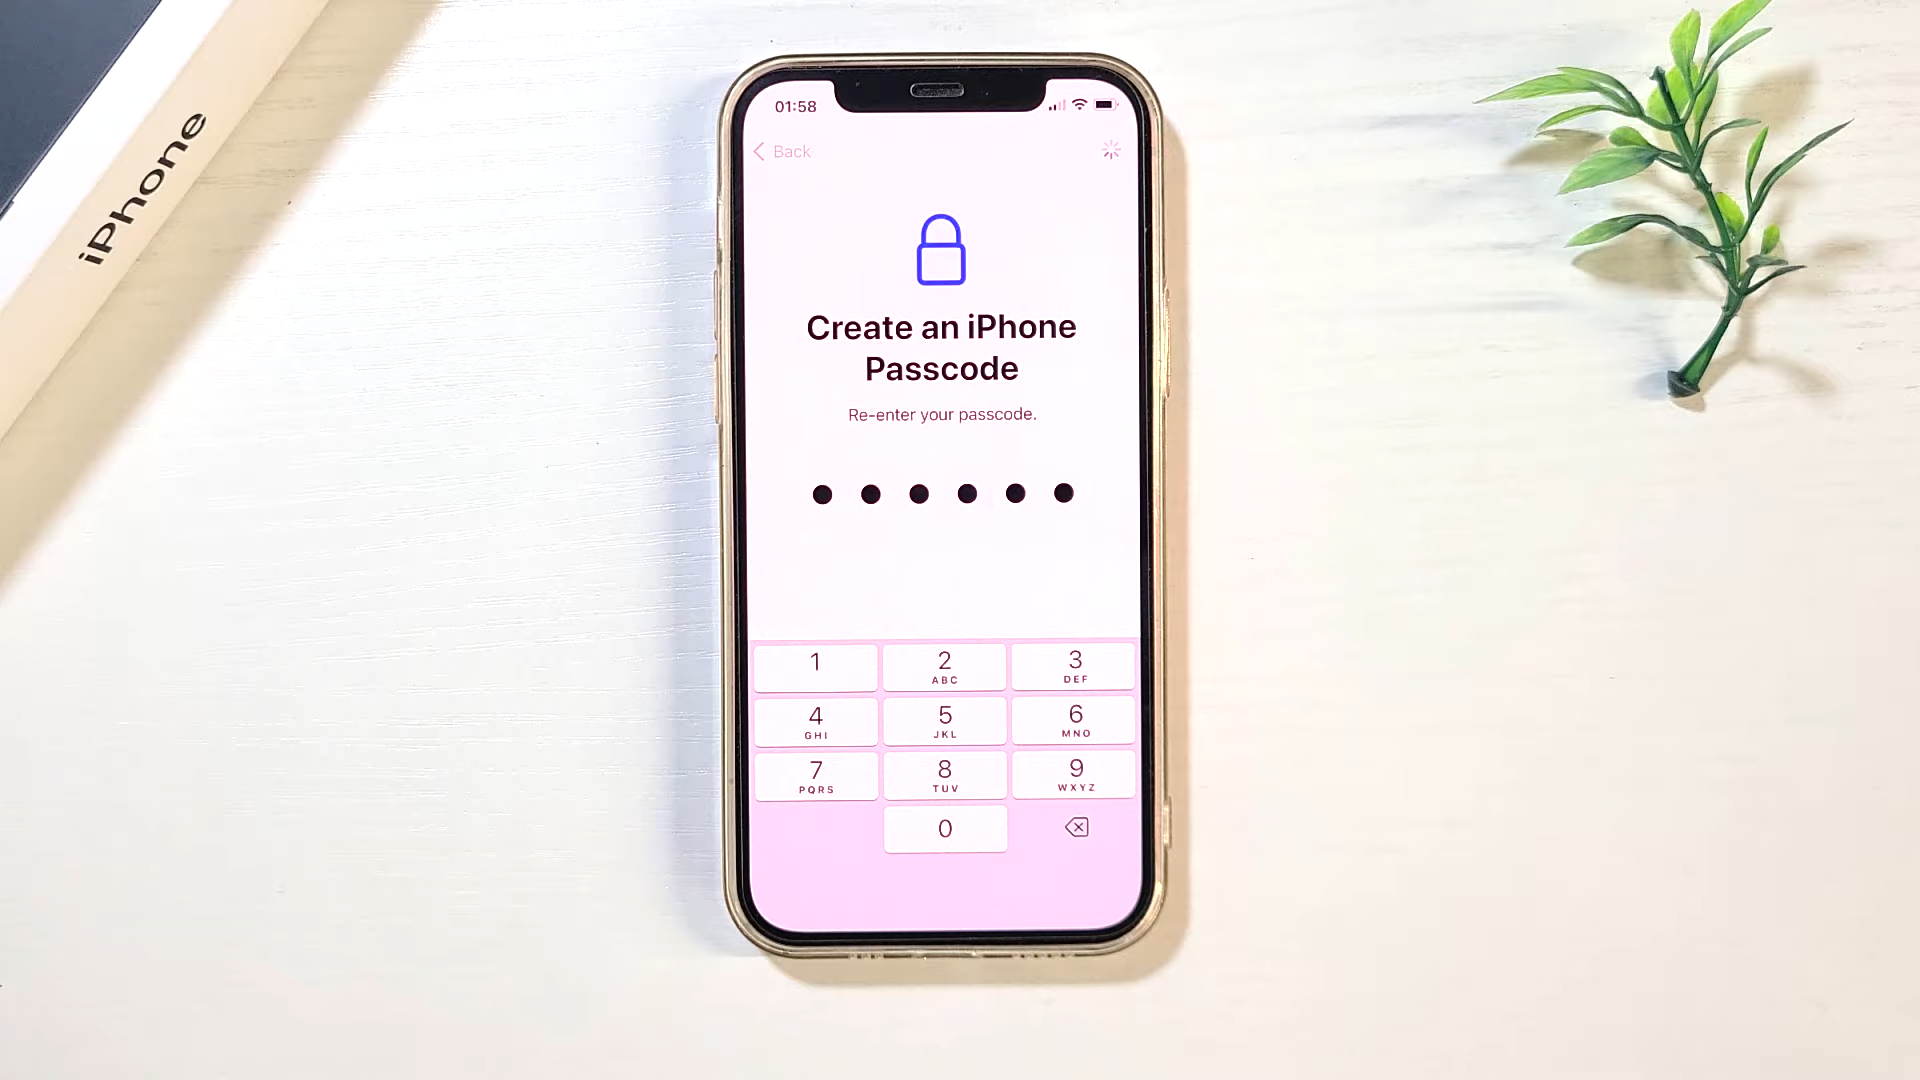 iPhone
01:58
Back
Create an iPhone
Passcode
Re-enter your passcode.
1
2
ABC
3
DEF
4
GHI
5
JKL
6
MNO
7
PQRS
8
TUV
9
WXYZ
0